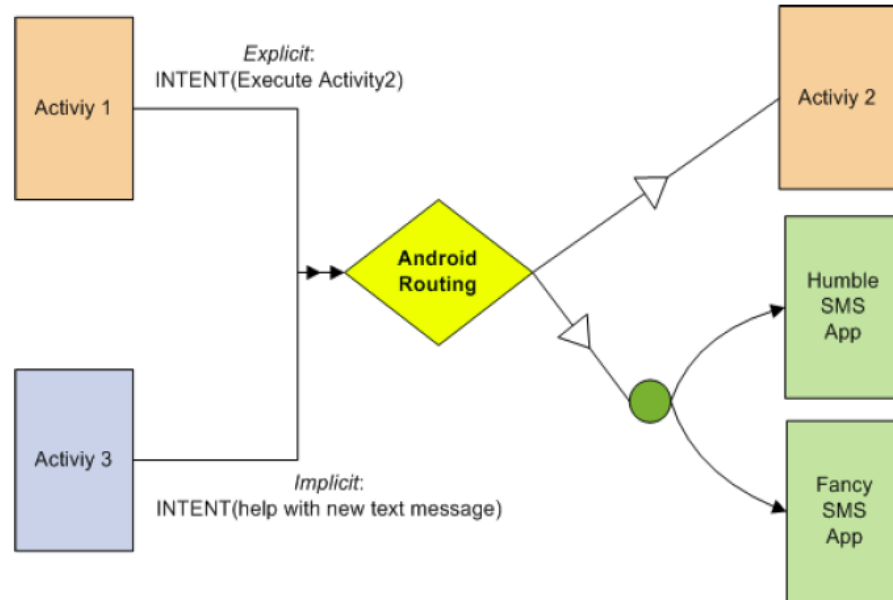 Activiy 1
Explicit:
INTENT(Execute Activity2)
Activiy 2
Android
Routing
Humble
SMS
App
Activiy 3
Implicit:
INTENT(help with new text message)
Fancy
SMS
App